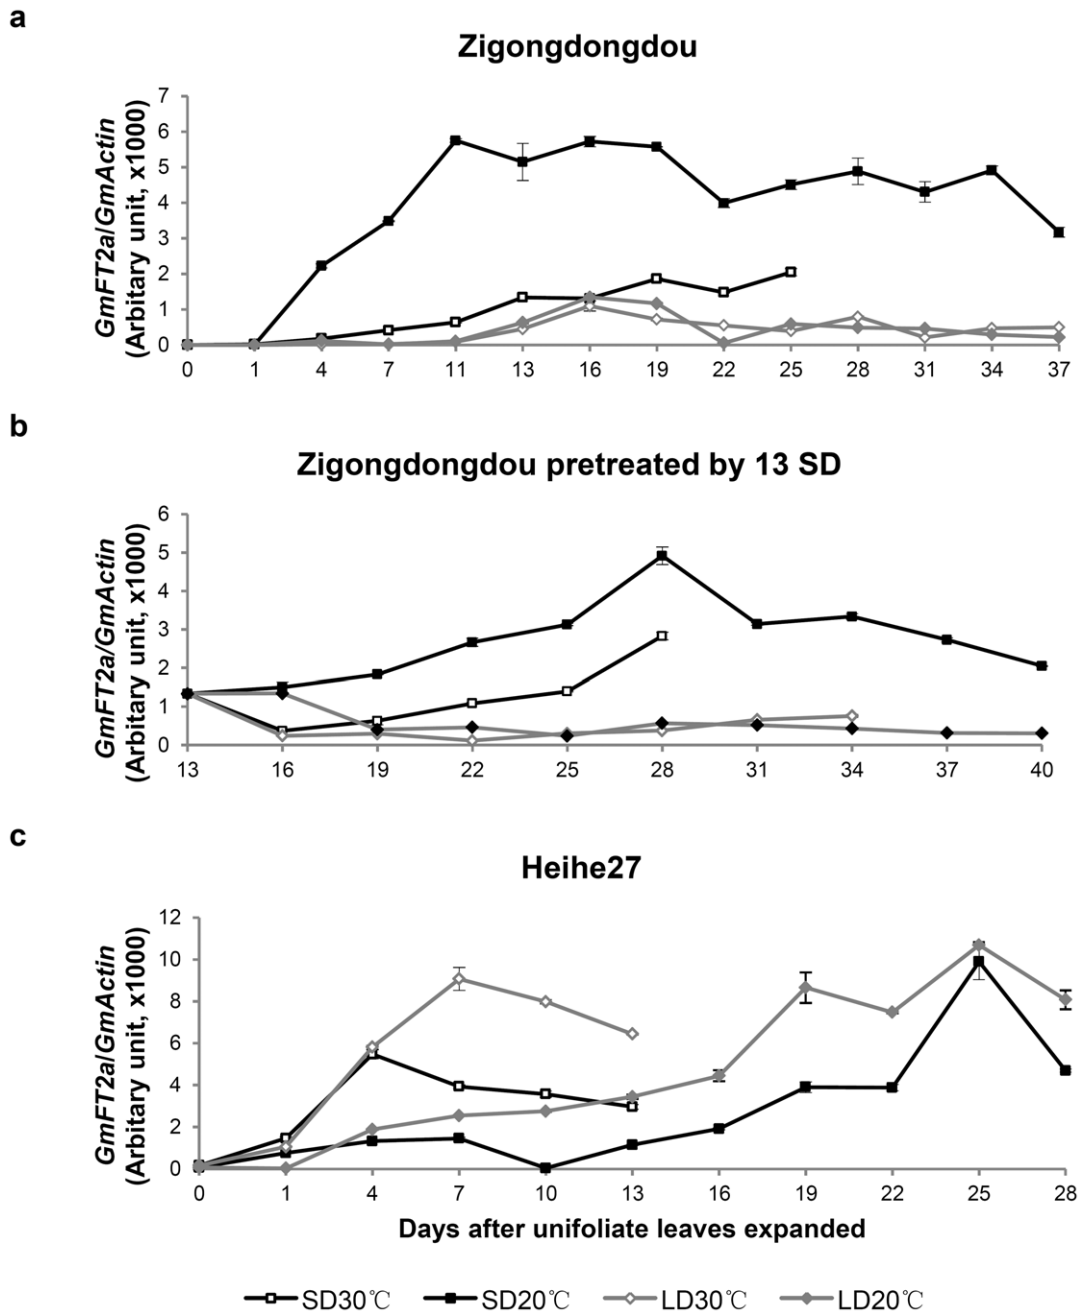 a
Zigongdongdou
GmFT2a/GmActin
(Arbitary unit, x1000)
7
6
5
4
3
2
1
0
0 1 4 7 11 13 16 19 22 25 28 31 34 37
b
Zigongdongdou pretreated by 13 SD
GmFT2a/GmActin
(Arbitary unit, x1000)
6
5
4
3
2
1
0
13 16 19 22 25 28 31 34 37 40
c
Heihe27
GmFT2a/GmActin
(Arbitary unit, x1000)
12
10
8
6
4
2
0
0 1 4 7 10 13 16 19 22 25 28
Days after unifoliate leaves expanded
SD30℃ SD20℃ LD30℃ LD20℃